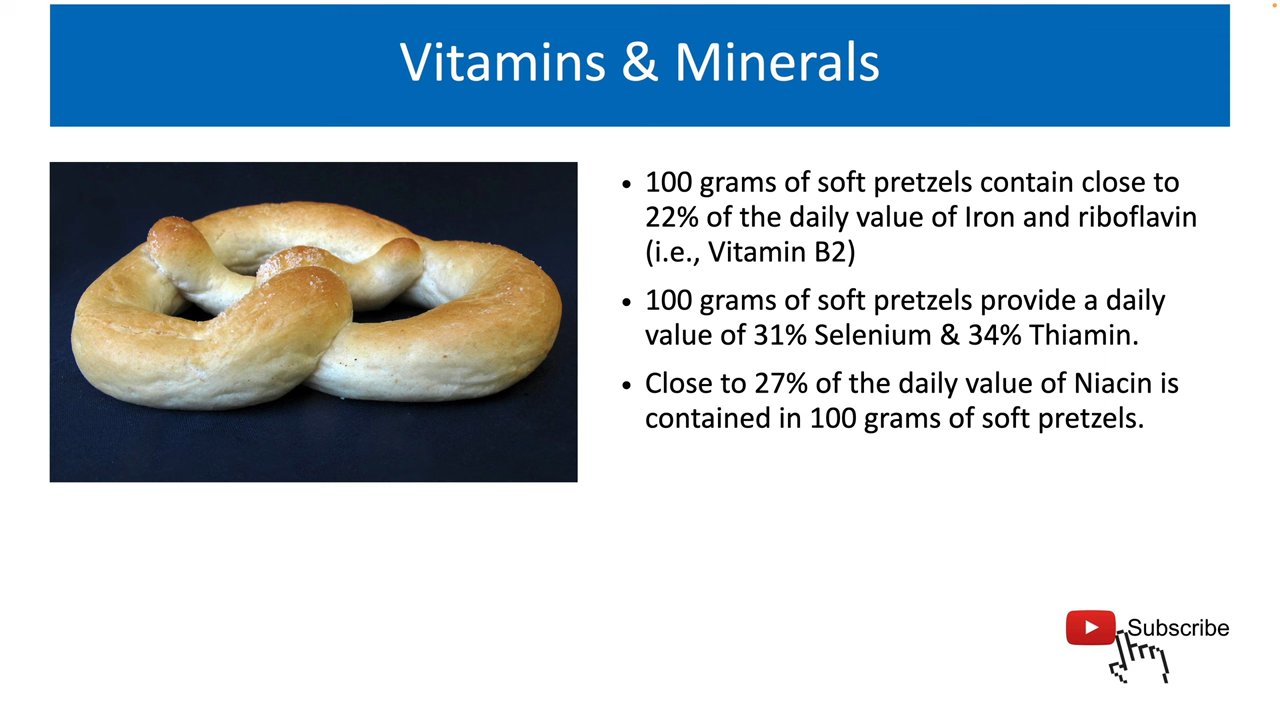 Vitamins & Minerals
• 100 grams of soft pretzels contain close to
22% of the daily value of Iron and riboflavin
(i.e., Vitamin B2)
• 100 grams of soft pretzels provide a daily
value of 31% Selenium & 34% Thiamin.
• Close to 27% of the daily value of Niacin is
contained in 100 grams of soft pretzels.
Subscribe